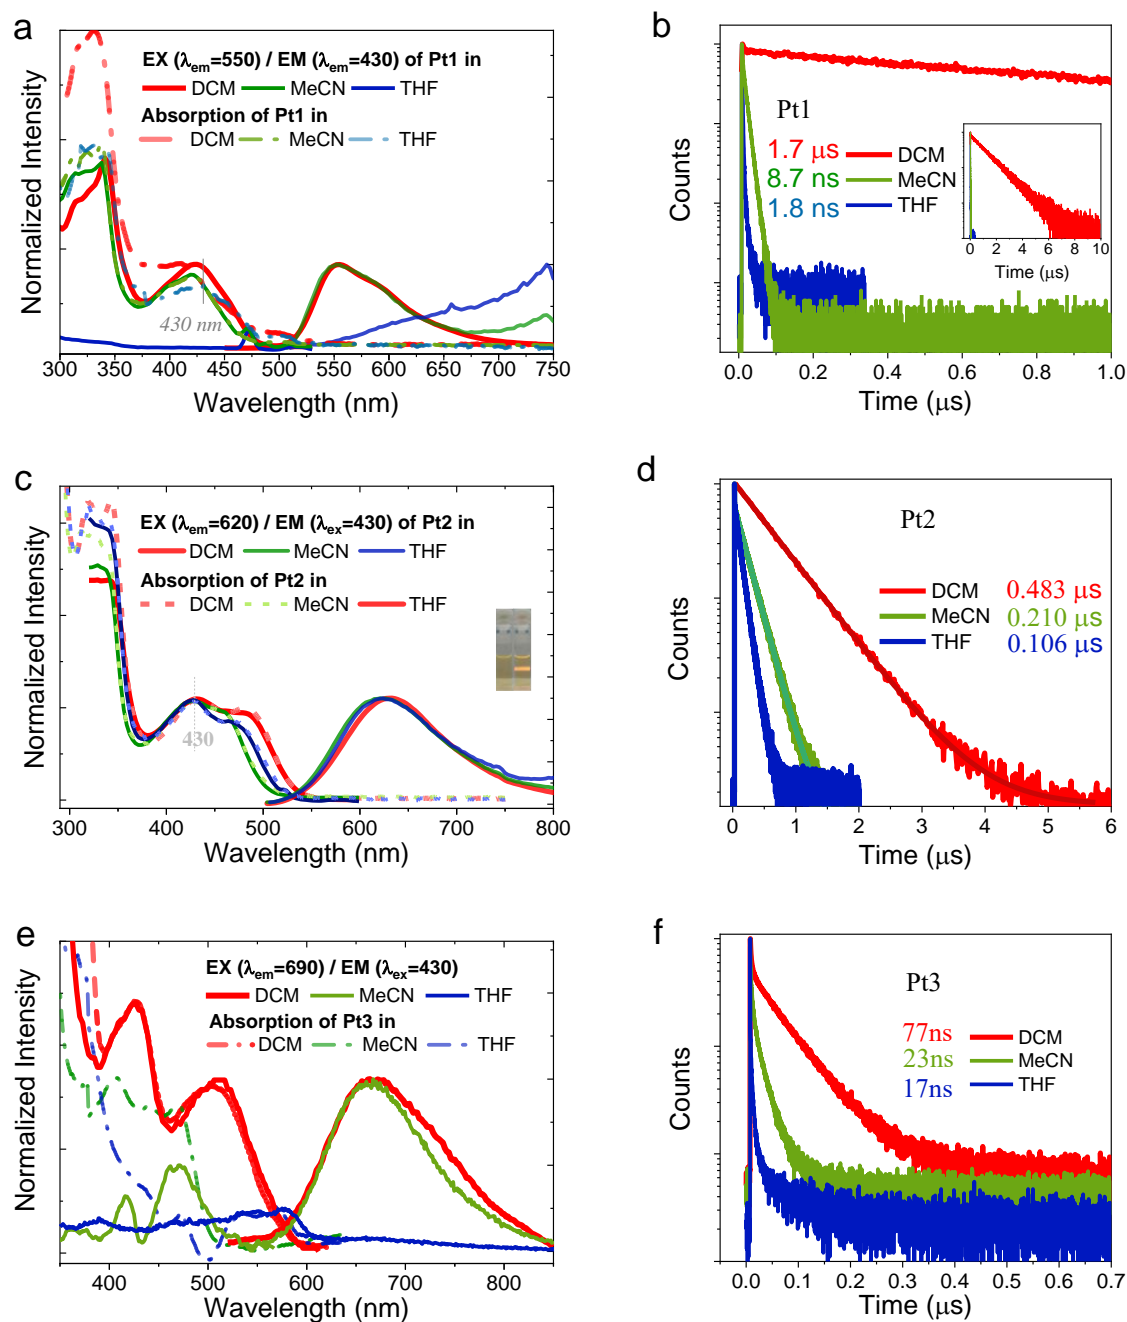 a
EX (λem=550) / EM (λem=430) of Pt1 in
DCM MeCN THF
Absorption of Pt1 in
DCM MeCN THF
430 nm
Normalized Intensity
300 350 400 450 500 550 600 650 700 750
Wavelength (nm)
b
Pt1
1.7 μs DCM
8.7 ns MeCN
1.8 ns THF
Counts
0 2 4 6 8 10
Time (μs)
0.0 0.2 0.4 0.6 0.8 1.0
Time (μs)
c
EX (λem=620) / EM (λex=430) of Pt2 in
DCM MeCN THF
Absorption of Pt2 in
DCM MeCN THF
430
Normalized Intensity
300 400 500 600 700 800
Wavelength (nm)
d
Pt2
DCM 0.483 μs
MeCN 0.210 μs
THF 0.106 μs
Counts
0 1 2 3 4 5 6
Time (μs)
e
EX (λem=690) / EM (λex=430)
DCM MeCN THF
Absorption of Pt3 in
DCM MeCN THF
Normalized Intensity
400 500 600 700 800
Wavelength (nm)
f
Pt3
77ns DCM
23ns MeCN
17ns THF
Counts
0.0 0.1 0.2 0.3 0.4 0.5 0.6 0.7
Time (μs)